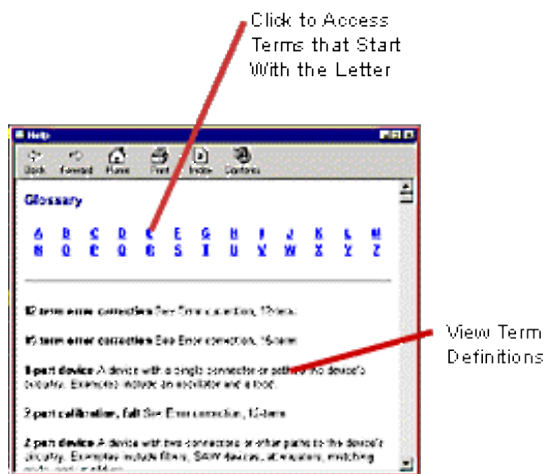 Click to Access
Terms that Start
With the Letter
Help
Back Forward Home Print Index Contents
Glossary
A B C D E F G H I J K L M
N O P Q R S T U V W X Y Z
12 term error correction See Error correction, 12-term
16 term error correction See Error correction, 16-term
1-port device A device with a single connector or path to the device's
circuitry. Examples include an oscillator and a load.
View Term
Definitions
2 port calibration, full See Error correction, 12-term
2 port device A device with two connectors or other paths to the device's
circuitry. Examples include filters, SAW devices, attenuators, matching